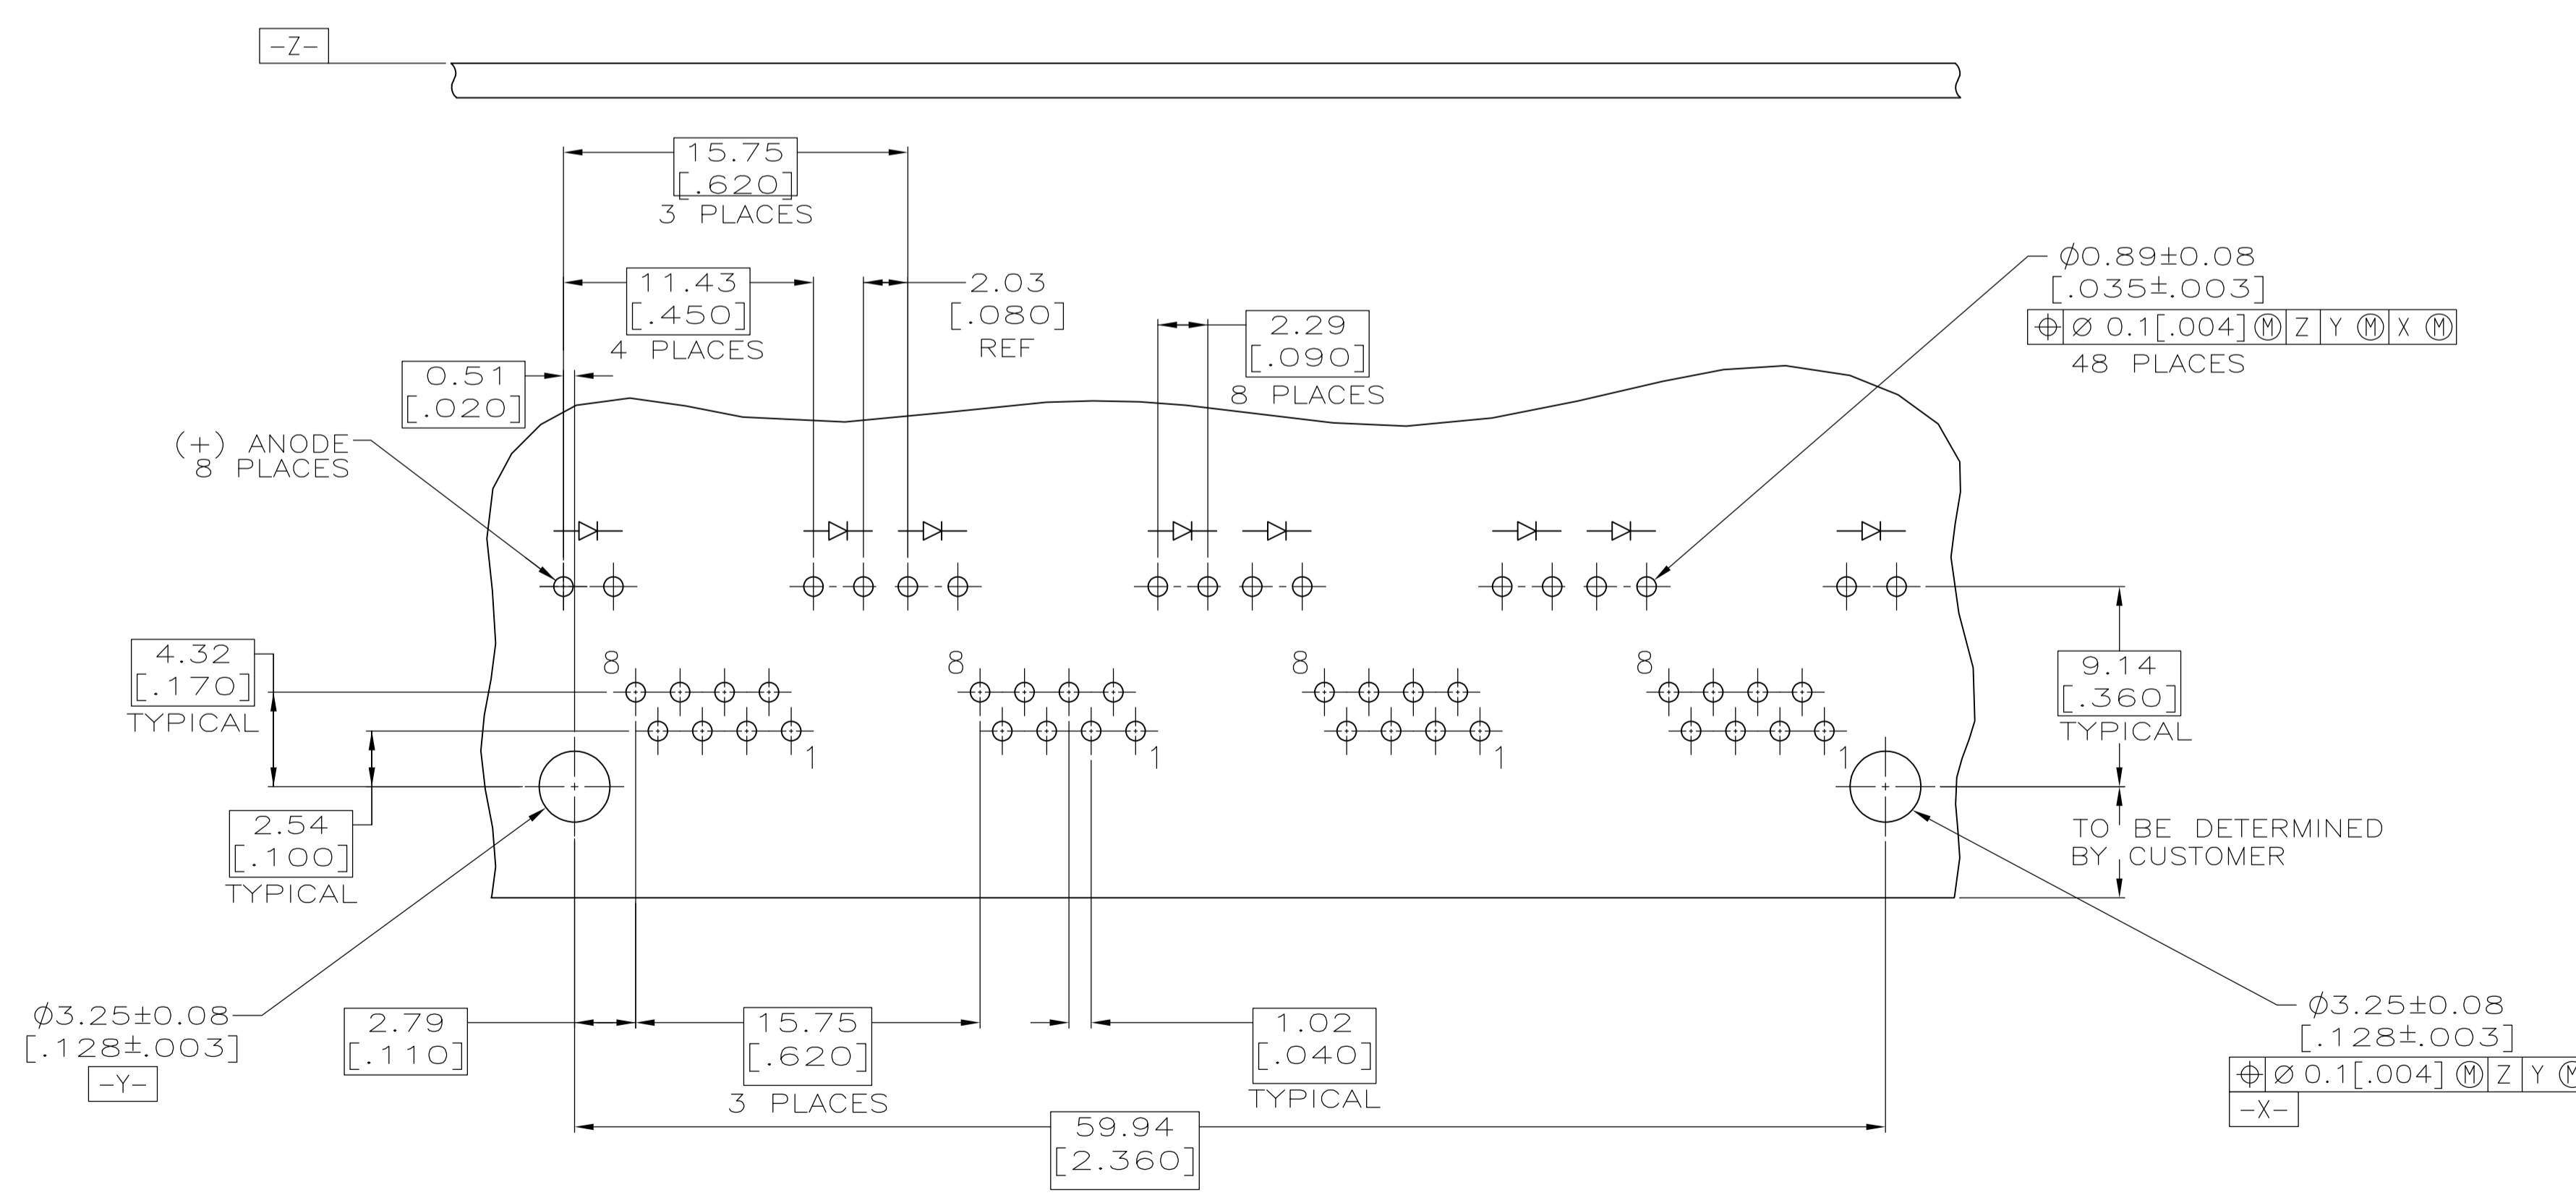 -Z-
15.75
[.620]
3 PLACES
11.43
[.450]
4 PLACES
2.03
[.080]
REF
2.29
[.090]
8 PLACES
0.51
[.020]
(+) ANODE
8 PLACES
⌀0.89±0.08
[.035±.003]
⌖ ⌀ 0.1[.004] Ⓜ Z Y Ⓜ X Ⓜ
48 PLACES
4.32
[.170]
TYPICAL
8 8 8 8
1 1 1 1
9.14
[.360]
TYPICAL
2.54
[.100]
TYPICAL
TO BE DETERMINED
BY CUSTOMER
⌀3.25±0.08
[.128±.003]
-Y-
2.79
[.110]
15.75
[.620]
3 PLACES
1.02
[.040]
TYPICAL
59.94
[2.360]
⌀3.25±0.08
[.128±.003]
⌖ ⌀ 0.1[.004] Ⓜ Z Y Ⓜ
-X-